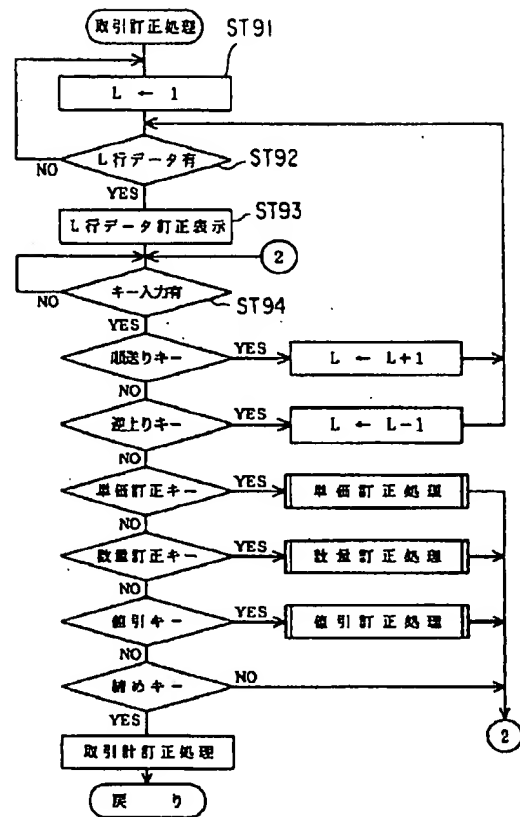 取引訂正処理
ST91
L ← 1
L行データ有
ST92
NO
YES
L行データ訂正表示
ST93
2
キー入力有
ST94
NO
YES
順送りキー
YES
L ← L+1
NO
逆上りキー
YES
L ← L-1
NO
単価訂正キー
YES
単価訂正処理
NO
数量訂正キー
YES
数量訂正処理
NO
値引キー
YES
値引訂正処理
NO
締めキー
NO
YES
2
取引計訂正処理
戻り